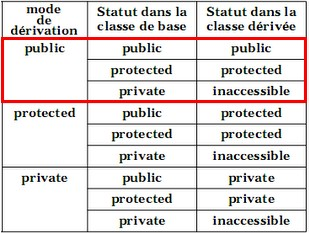 mode de dérivation Statut dans la classe de base Statut dans la classe dérivée
public public public
protected protected
private inaccessible
protected public protected
protected protected
private inaccessible
private public private
protected private
private inaccessible